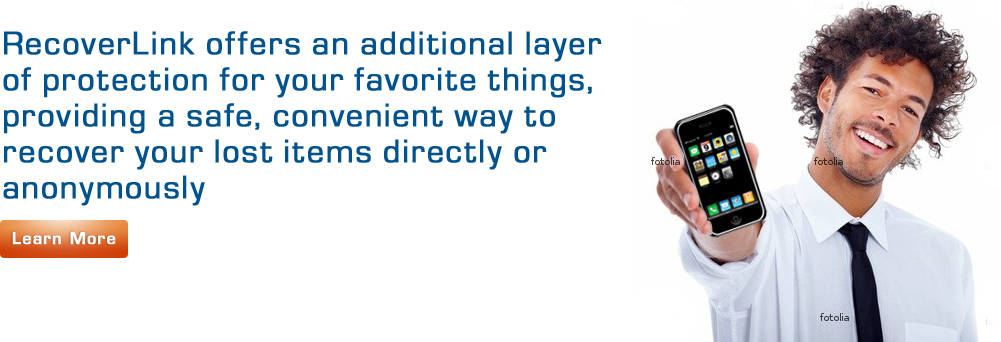 RecoverLink offers an additional layer
of protection for your favorite things,
providing a safe, convenient way to
recover your lost items directly or
anonymously
Learn More
fotolia
fotolia
fotolia